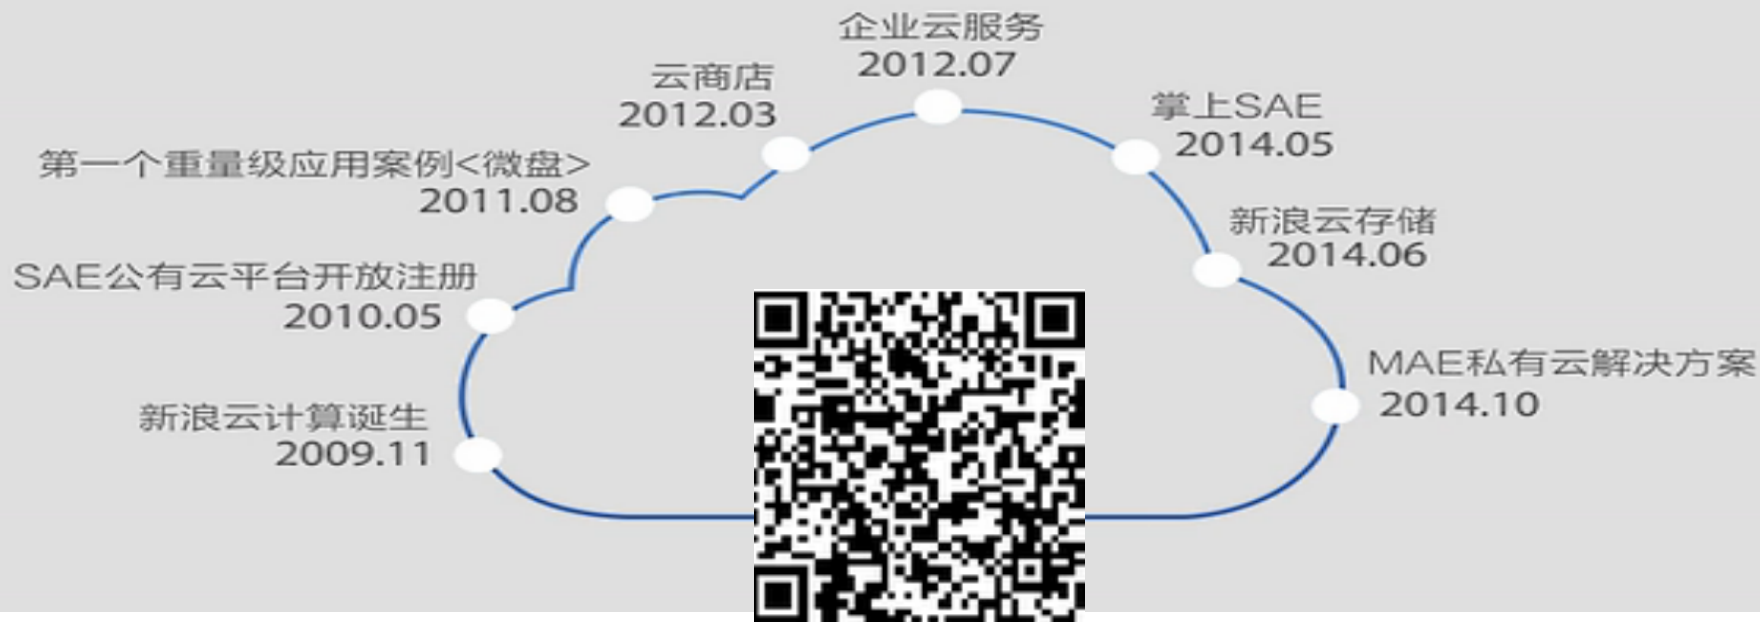 企业云服务
2012.07
云商店
2012.03
掌上SAE
2014.05
第一个重量级应用案例<微盘>
2011.08
新浪云存储
2014.06
SAE公有云平台开放注册
2010.05
MAE私有云解决方案
2014.10
新浪云计算诞生
2009.11